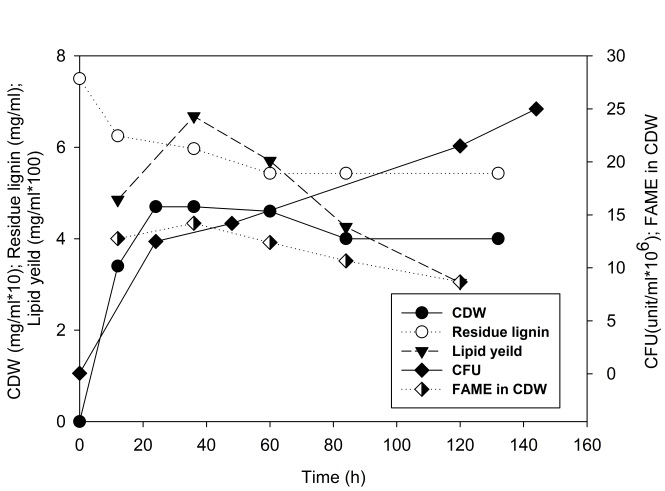 CDW (mg/ml*10); Residue lignin (mg/ml);
Lipid yeild (mg/ml*100)
8
6
4
2
0
30
25
20
15
10
5
0
CFU(unit/ml*10^6); FAME in CDW
CDW
Residue lignin
Lipid yeild
CFU
FAME in CDW
0 20 40 60 80 100 120 140 160
Time (h)